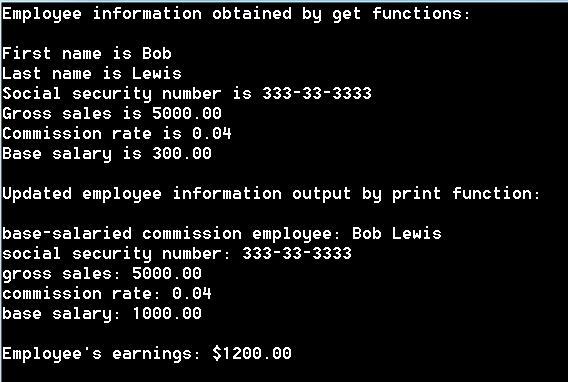 Employee information obtained by get functions:
First name is Bob
Last name is Lewis
Social security number is 333-33-3333
Gross sales is 5000.00
Commission rate is 0.04
Base salary is 300.00
Updated employee information output by print function:
base-salaried commission employee: Bob Lewis
social security number: 333-33-3333
gross sales: 5000.00
commission rate: 0.04
base salary: 1000.00
Employee's earnings: $1200.00